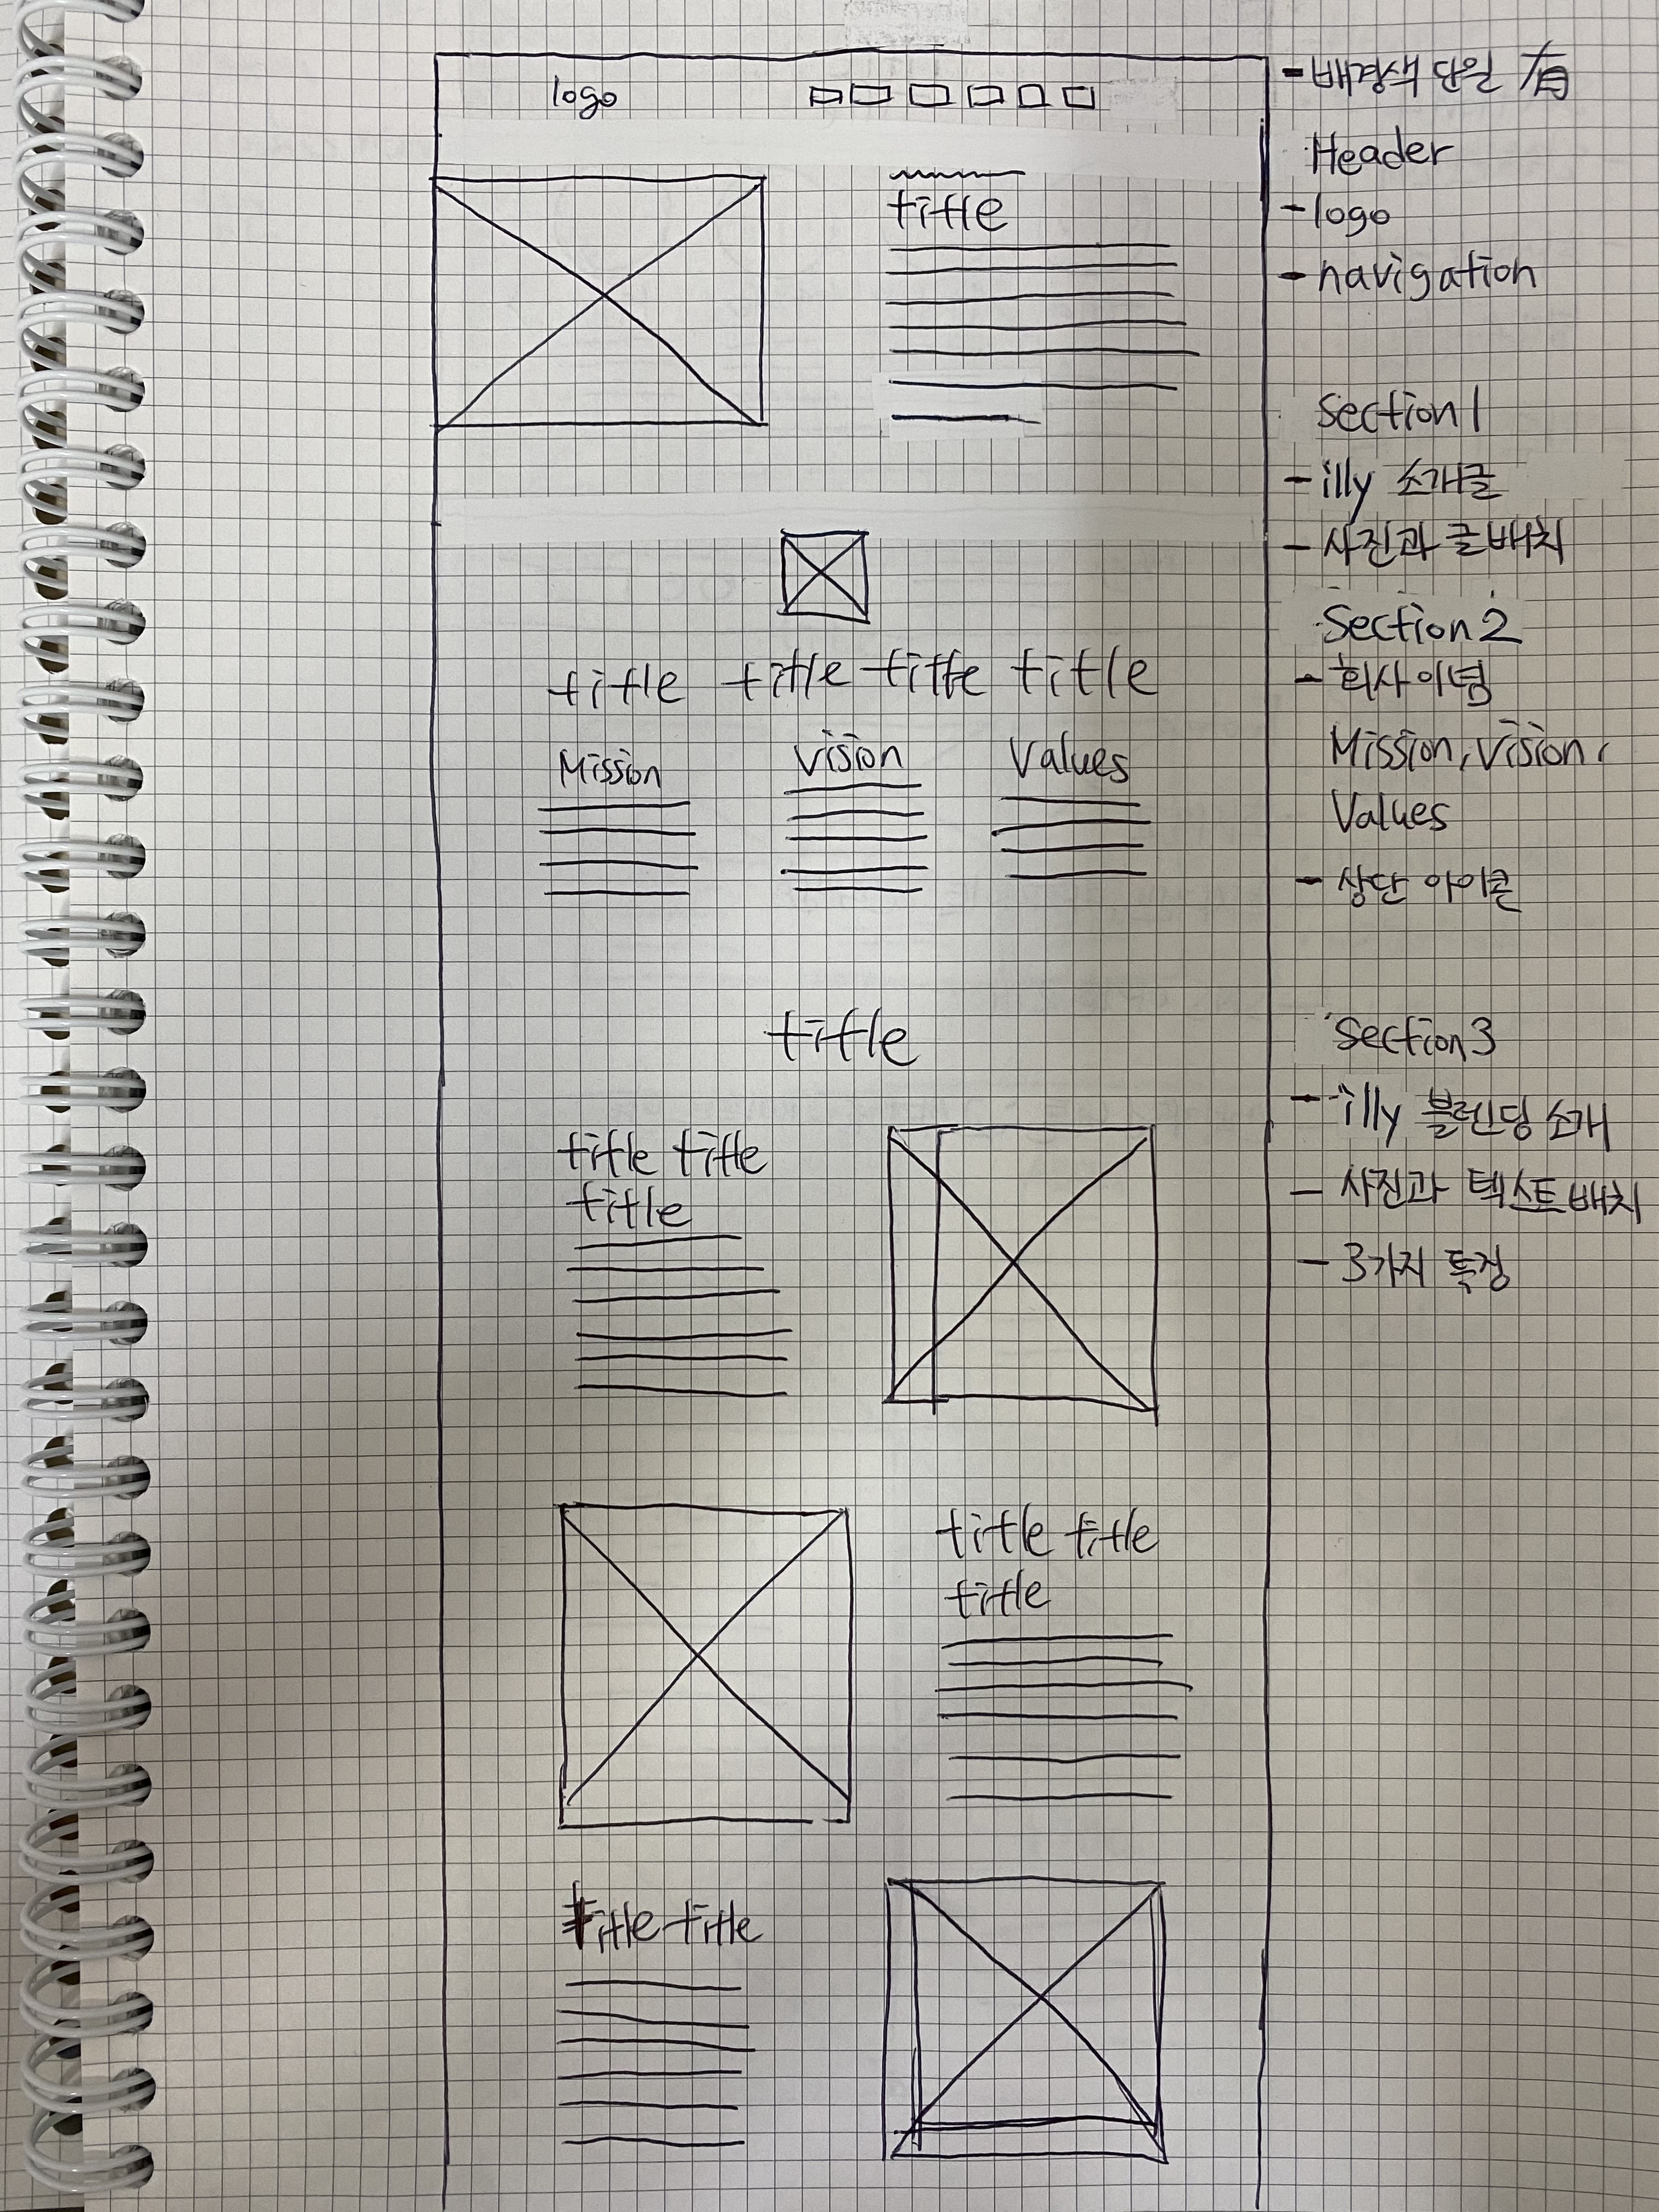 logo
title
title title title title
Mission
Vision
Values
title
title title
title
title title
title
title title
- 배경색 단일 有
Header
- logo
- navigation
Section 1
- illy 소개글
- 사진과 글 배치
Section 2
- 회사 이념
Mission, Vision,
Values
- 상단 아이콘
Section 3
- illy 블렌딩 소개
- 사진과 텍스트 배치
- 3가지 특징